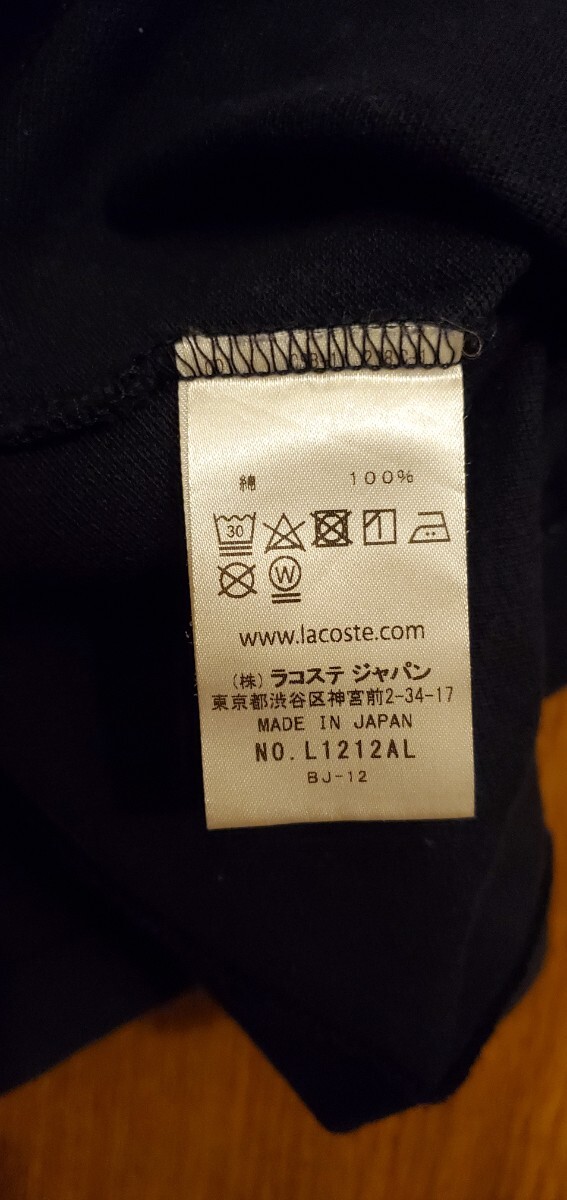 綿 100%
30
W
www.lacoste.com
(株) ラコステ ジャパン
東京都渋谷区神宮前2-34-17
MADE IN JAPAN
NO. L1212AL
BJ-12